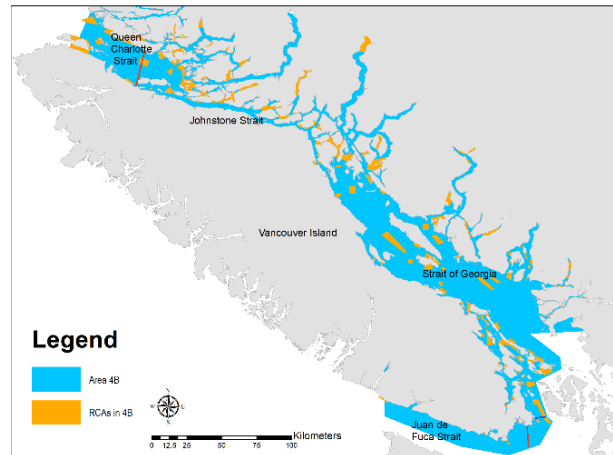 Queen
Charlotte
Strait
Johnstone Strait
Vancouver Island
Strait of Georgia
Legend
Area 4B
RCAs in 4B
N
W
E
S
Juan de
Fuca Strait
Kilometers
0 12.5 25 50 75 100